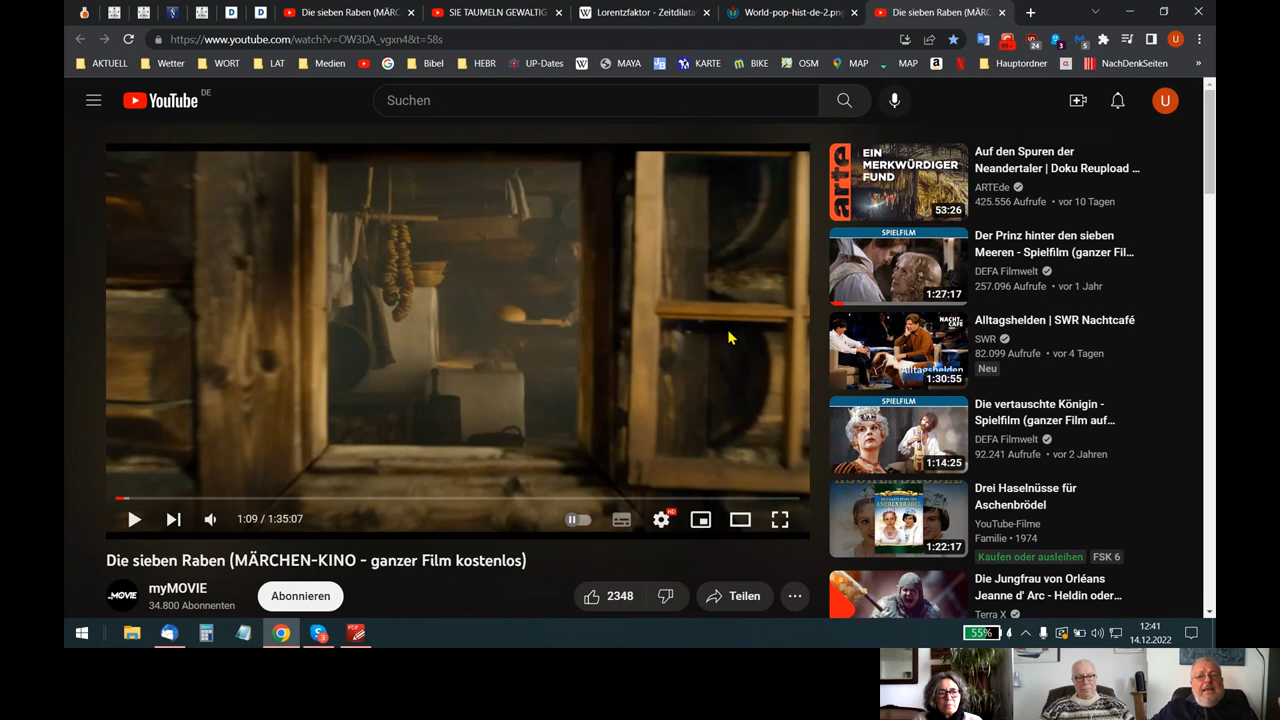 Die sieben Raben (MÄRC
SIE TAUMELN GEWALTIG
Lorentzfaktor - Zeitdilata
World-pop-hist-de-2.png
Die sieben Raben (MÄRC
https://www.youtube.com/watch?v=OW3DA_vgxn4&t=58s
AKTUELL
Wetter
WORT
LAT
Medien
Bibel
HEBR
UP-Dates
MAYA
KARTE
BIKE
OSM
MAP
MAP
Hauptordner
NachDenkSeiten
YouTube
DE
Suchen
U
EIN
MERKWÜRDIGER
FUND
arte
53:26
Auf den Spuren der
Neandertaler | Doku Reupload ...
ARTEde
425.556 Aufrufe • vor 10 Tagen
SPIELFILM
1:27:17
Der Prinz hinter den sieben
Meeren - Spielfilm (ganzer Fil...
DEFA Filmwelt
257.096 Aufrufe • vor 1 Jahr
NACHT-
CAFÉ
Alltagshelden
1:30:55
Alltagshelden | SWR Nachtcafé
SWR
82.099 Aufrufe • vor 4 Tagen
Neu
SPIELFILM
1:14:25
Die vertauschte Königin -
Spielfilm (ganzer Film auf...
DEFA Filmwelt
92.241 Aufrufe • vor 2 Jahren
1:22:17
Drei Haselnüsse für
Aschenbrödel
YouTube-Filme
Familie • 1974
Kaufen oder ausleihen
FSK 6
Die Jungfrau von Orléans
Jeanne d' Arc - Heldin oder...
Terra X
1:09 / 1:35:07
HD
Die sieben Raben (MÄRCHEN-KINO - ganzer Film kostenlos)
.MOVIE
myMOVIE
34.800 Abonnenten
Abonnieren
2348
Teilen
55%
12:41
14.12.2022